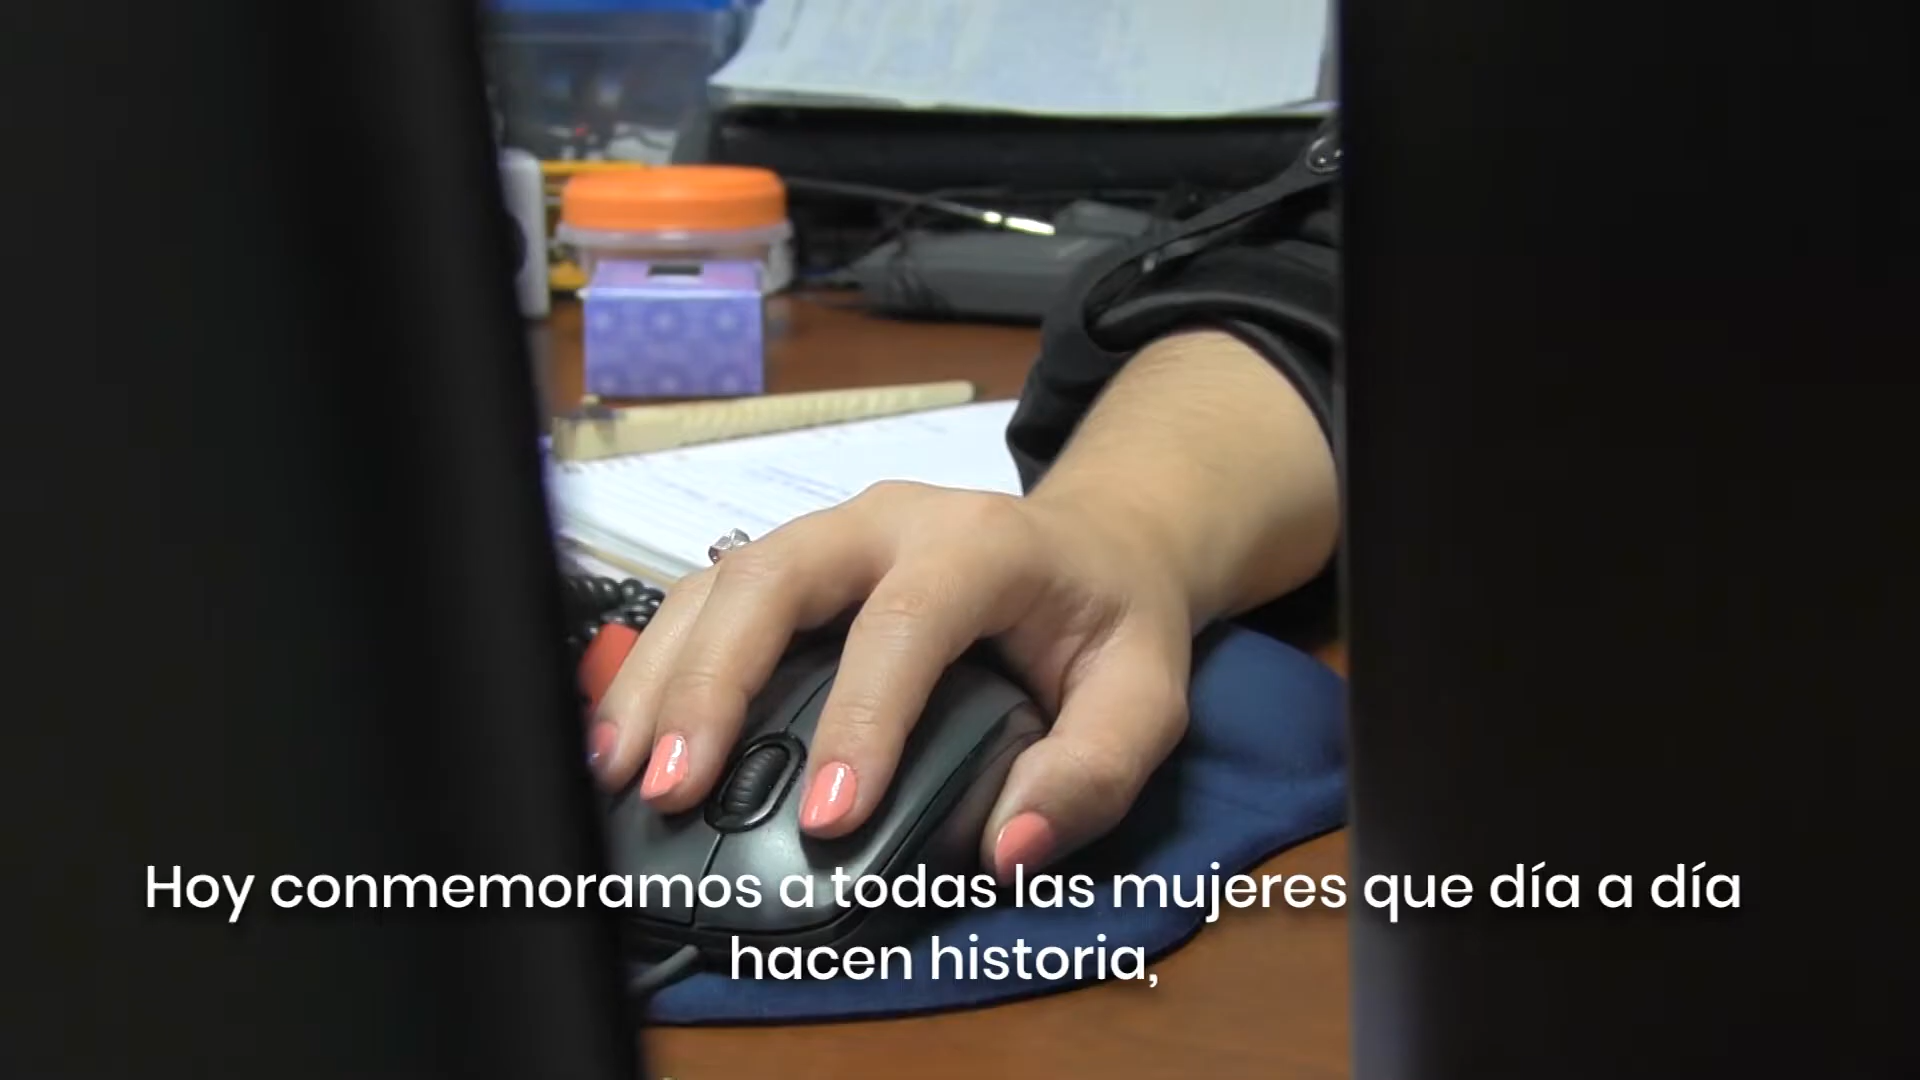 Hoy conmemoramos a todas las mujeres que día a día
hacen historia,